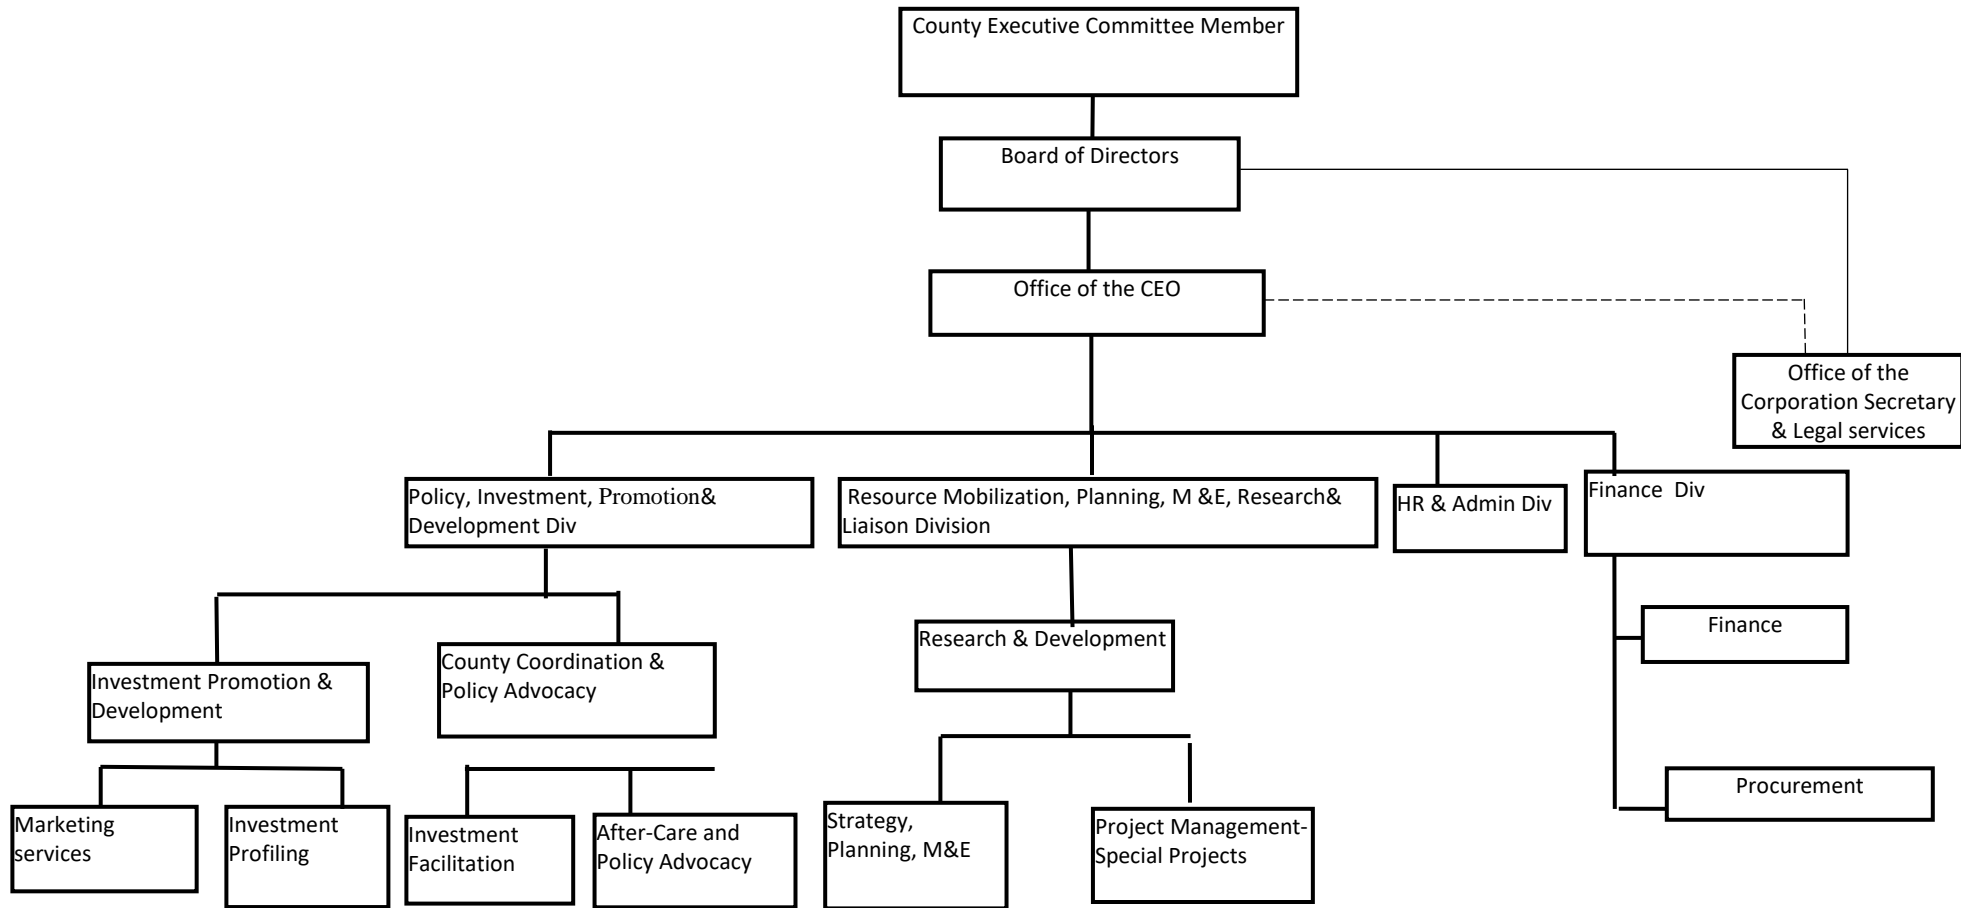 County Executive Committee Member
Board of Directors
Office of the CEO
Office of the
Corporation Secretary
& Legal services
Policy, Investment, Promotion&
Development Div
Resource Mobilization, Planning, M &E, Research&
Liaison Division
HR & Admin Div
Finance Div
Investment Promotion &
Development
County Coordination &
Policy Advocacy
Research & Development
Finance
Procurement
Marketing
services
Investment
Profiling
Investment
Facilitation
After-Care and
Policy Advocacy
Strategy,
Planning, M&E
Project Management-
Special Projects